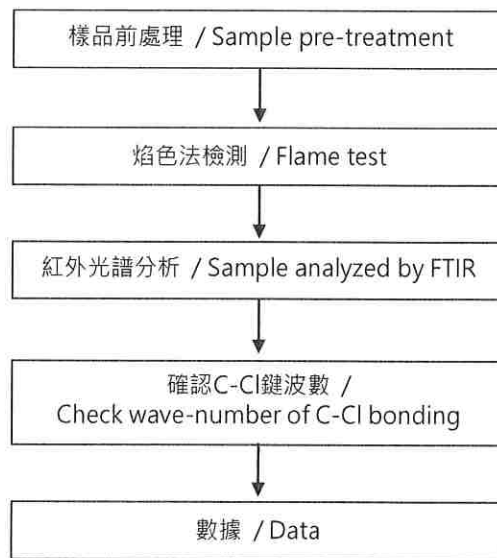 樣品前處理 / Sample pre-treatment
焰色法檢測 / Flame test
紅外光譜分析 / Sample analyzed by FTIR
確認C-Cl鍵波數 /
Check wave-number of C-Cl bonding
數據 / Data